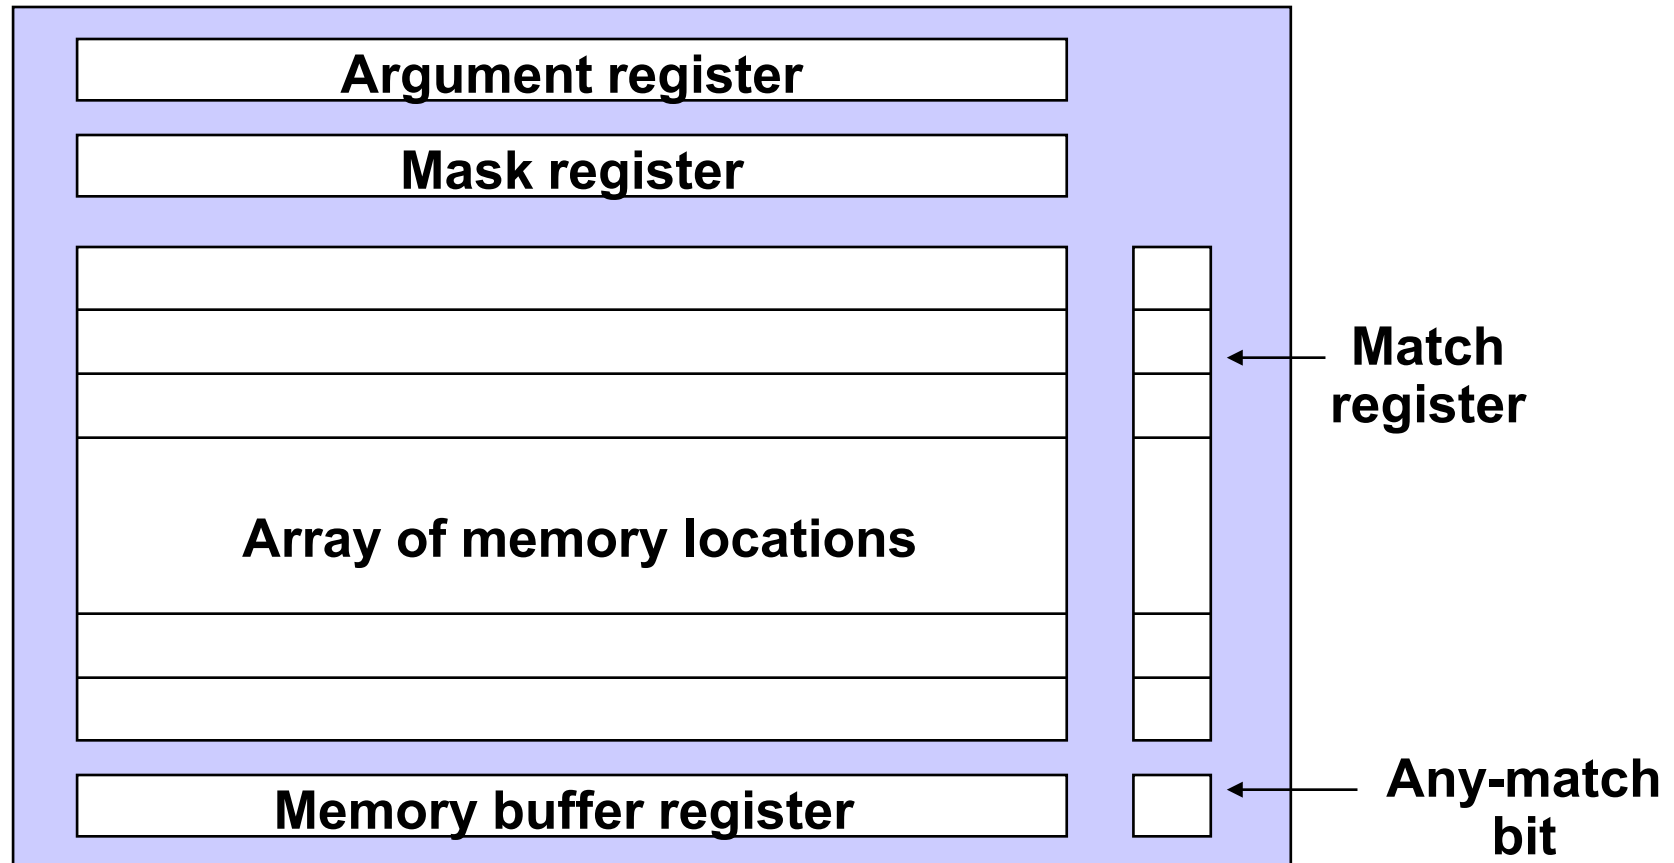 Argument register
Mask register
Match
register
Array of memory locations
Memory buffer register
Any-match
bit